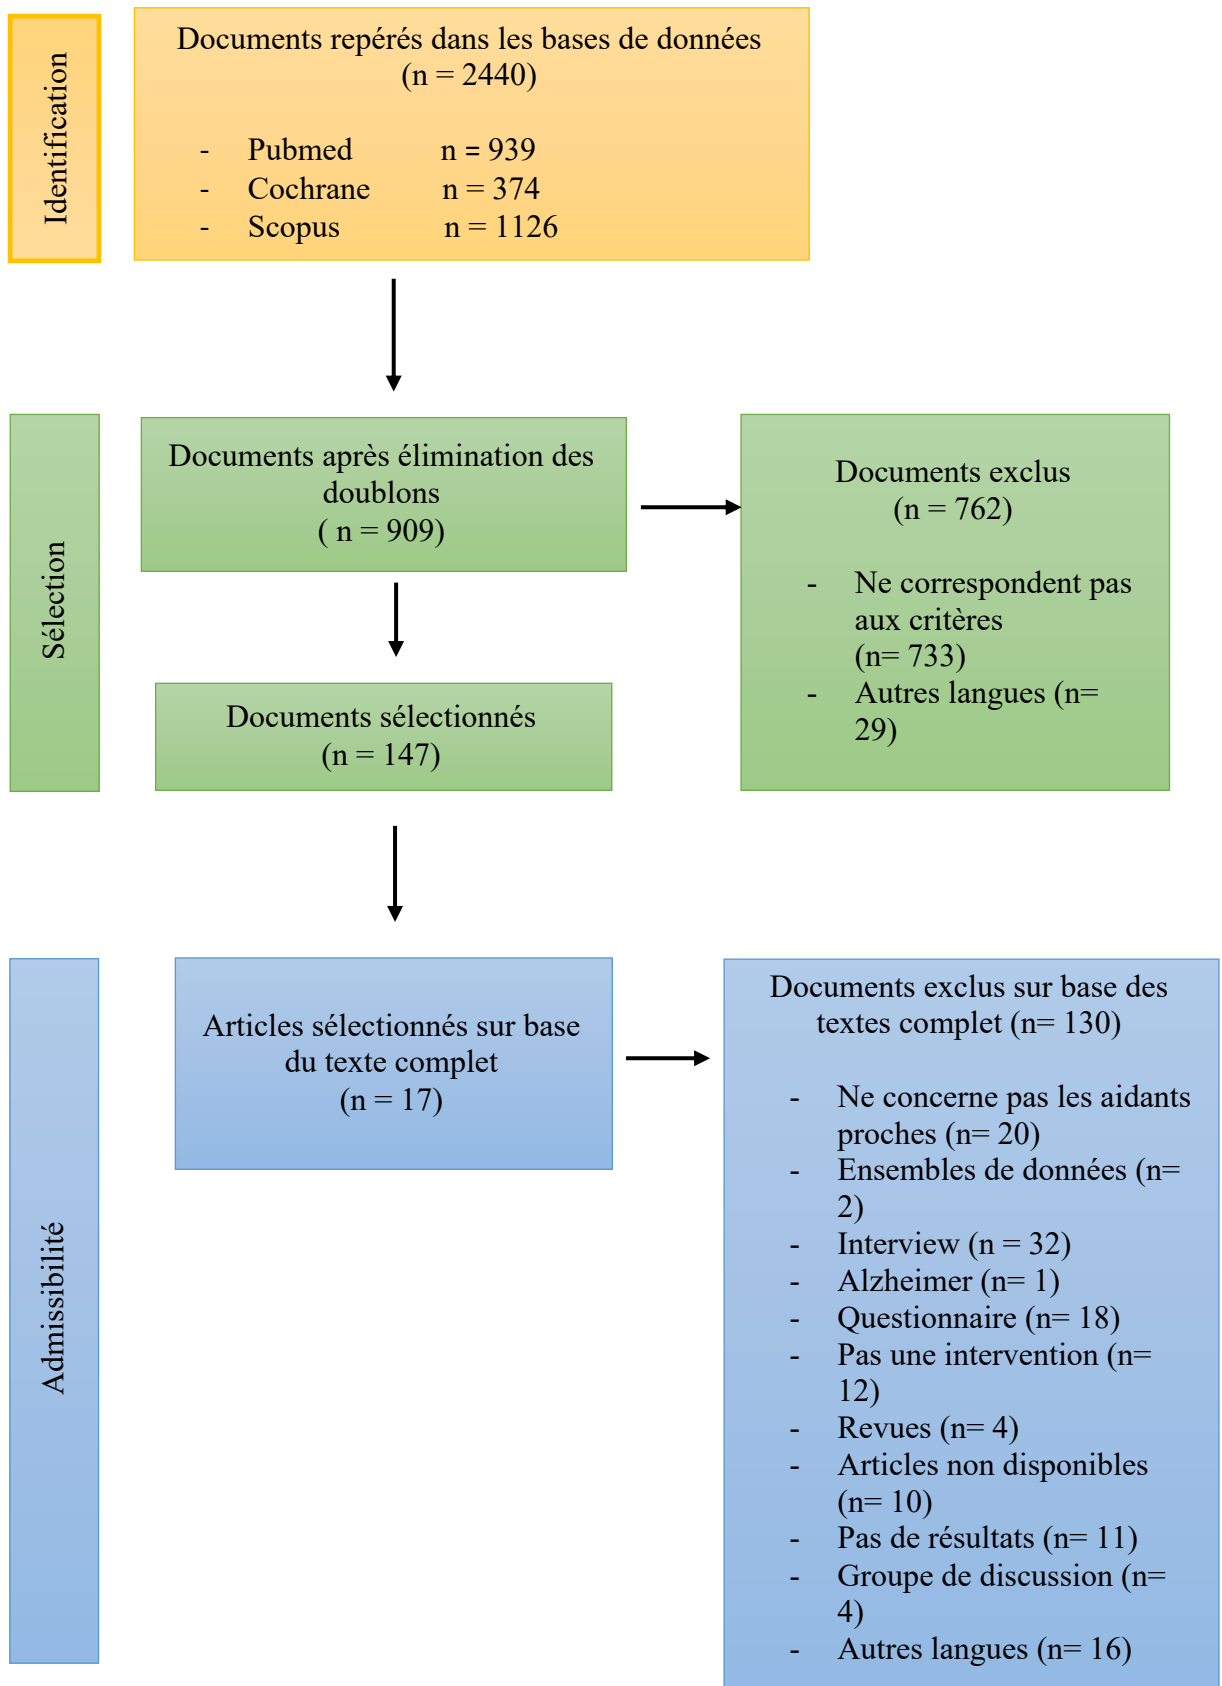 Identification
Documents repérés dans les bases de données
(n = 2440)
- Pubmed n = 939
- Cochrane n = 374
- Scopus n = 1126
Sélection
Documents après élimination des
doublons
( n = 909)
Documents exclus
(n = 762)
- Ne correspondent pas
aux critères
(n= 733)
- Autres langues (n=
29)
Documents sélectionnés
(n = 147)
Admissibilité
Articles sélectionnés sur base
du texte complet
(n = 17)
Documents exclus sur base des
textes complet (n= 130)
- Ne concerne pas les aidants
proches (n= 20)
- Ensembles de données (n=
2)
- Interview (n = 32)
- Alzheimer (n= 1)
- Questionnaire (n= 18)
- Pas une intervention (n=
12)
- Revues (n= 4)
- Articles non disponibles
(n= 10)
- Pas de résultats (n= 11)
- Groupe de discussion (n=
4)
- Autres langues (n= 16)